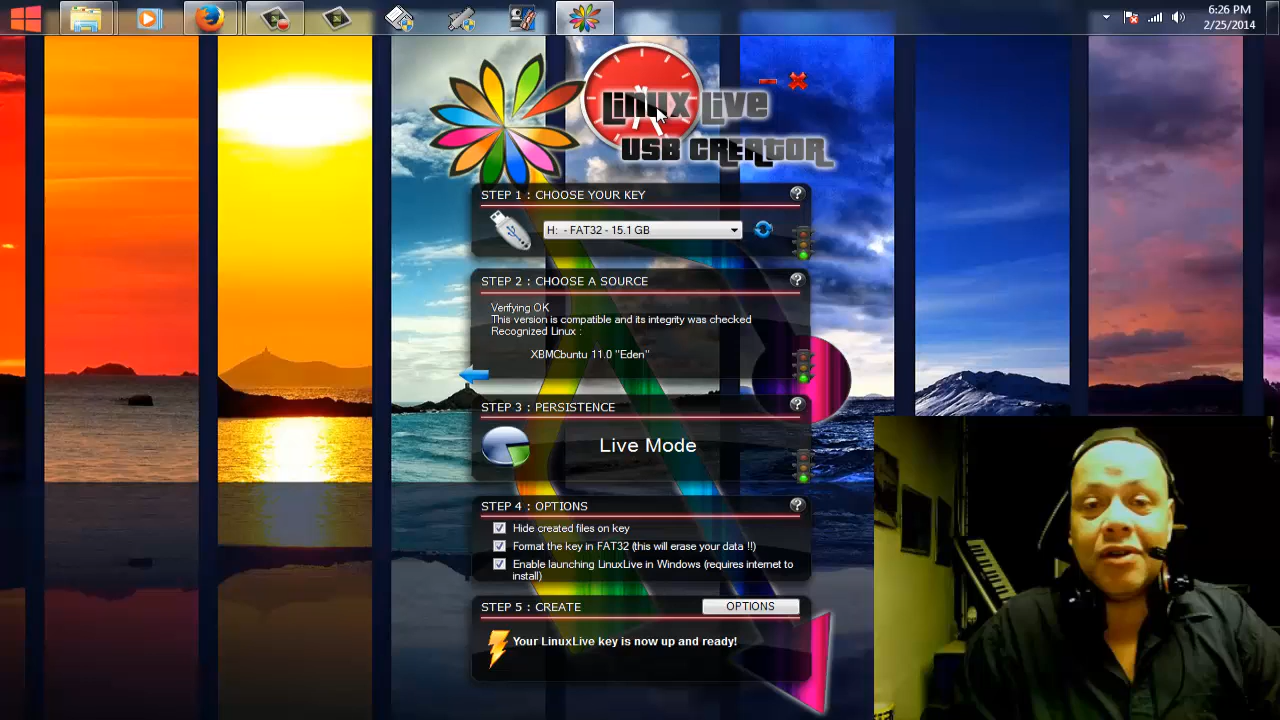 6:26 PM
2/25/2014
Linux Live
USB CREATOR
STEP 1 : CHOOSE YOUR KEY
?
H: - FAT32 - 15.1 GB
STEP 2 : CHOOSE A SOURCE
?
Verifying OK
This version is compatible and its integrity was checked
Recognized Linux :
XBMCbuntu 11.0 "Eden"
STEP 3 : PERSISTENCE
?
Live Mode
STEP 4 : OPTIONS
?
Hide created files on key
Format the key in FAT32 (this will erase your data !!)
Enable launching LinuxLive in Windows (requires internet to
install)
STEP 5 : CREATE
OPTIONS
Your LinuxLive key is now up and ready!